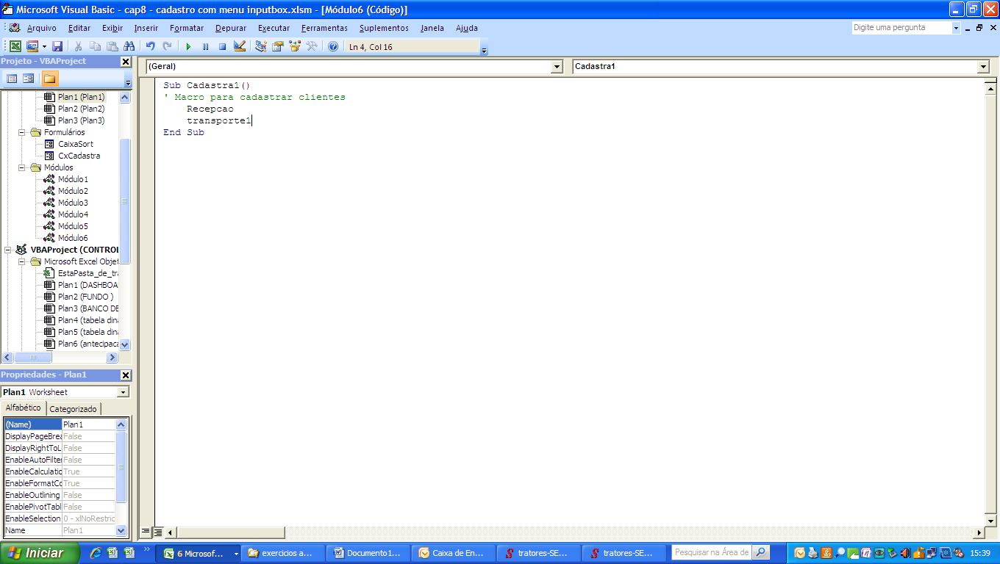 Microsoft Visual Basic - cap8 - cadastro com menu inputbox.xlsm - [Módulo6 (Código)]
Arquivo Editar Exibir Inserir Formatar Depurar Executar Ferramentas Suplementos Janela Ajuda
Digite uma pergunta
Ln 4, Col 16
Projeto - VBAProject
Plan1 (Plan1)
Plan2 (Plan2)
Plan3 (Plan3)
Formulários
CaixaSort
CxCadastra
Módulos
Módulo1
Módulo2
Módulo3
Módulo4
Módulo5
Módulo6
VBAProject (CONTROL
Microsoft Excel Objet
EstaPasta_de_tra
Plan1 (DASHBOA
Plan2 (FUNDO )
Plan3 (BANCO DE
Plan4 (tabela dina
Plan5 (tabela dina
Plan6 (antecipaca
Propriedades - Plan1
Plan1 Worksheet
Alfabético Categorizado
(Name) Plan1
DisplayPageBrea False
DisplayRightToL False
EnableAutoFilter False
EnableCalculatio True
EnableFormatCo True
EnableOutlining False
EnablePivotTabl False
EnableSelection 0 - xlNoRestric
Name Plan1
(Geral) Cadastra1
Sub Cadastra1()
' Macro para cadastrar clientes
Recepcao
transporte1
End Sub
Iniciar
6 Microsof...
exercicios a...
Documento1...
Caixa de En...
tratores-SE...
tratores-SE...
Pesquisar na Área de
15:39